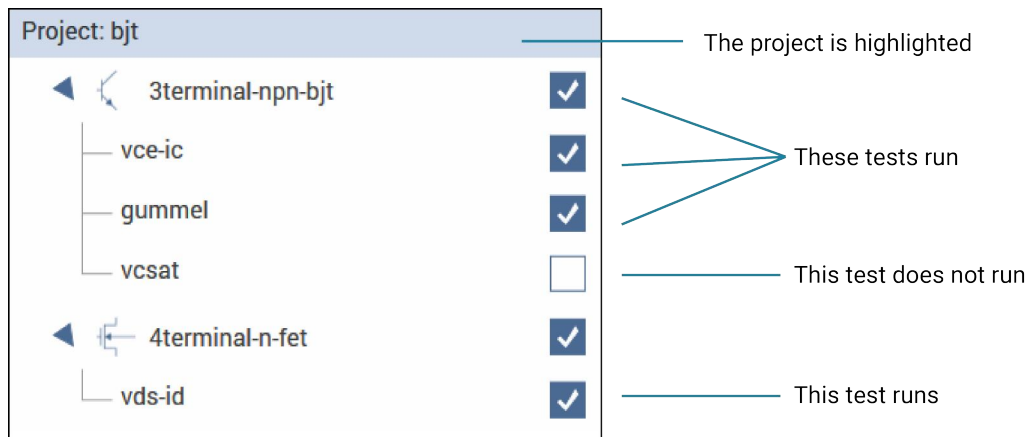 Project: bjt
The project is highlighted
3terminal-npn-bjt
vce-ic
These tests run
gummel
vcsat
This test does not run
4terminal-n-fet
vds-id
This test runs